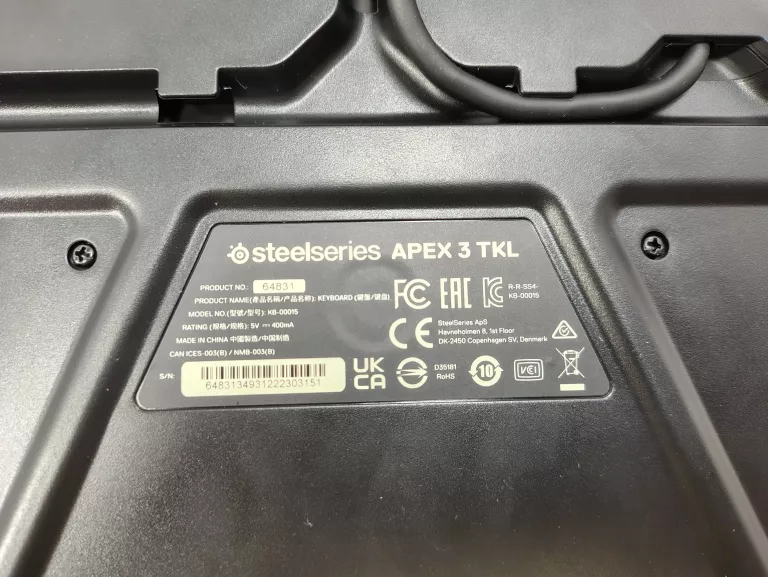 steelseries APEX 3 TKL
PRODUCT NO.: 64831
PRODUCT NAME(產品名稱/产品名称): KEYBOARD (鍵盤/键盘)
MODEL NO.(型號/型号): KB-00015
RATING (規格/规格): 5V ⎓ 400mA
MADE IN CHINA 中國製造/中国制造
CAN ICES-003(B) / NMB-003(B)
S/N:
6483134931222303151
FC EAC KC
R-R-SS4-
KB-00015
CE
SteelSeries ApS
Havneholmen 8, 1st Floor
DK-2450 Copenhagen SV, Denmark
UK
CA
D35181
RoHS
10
VCI